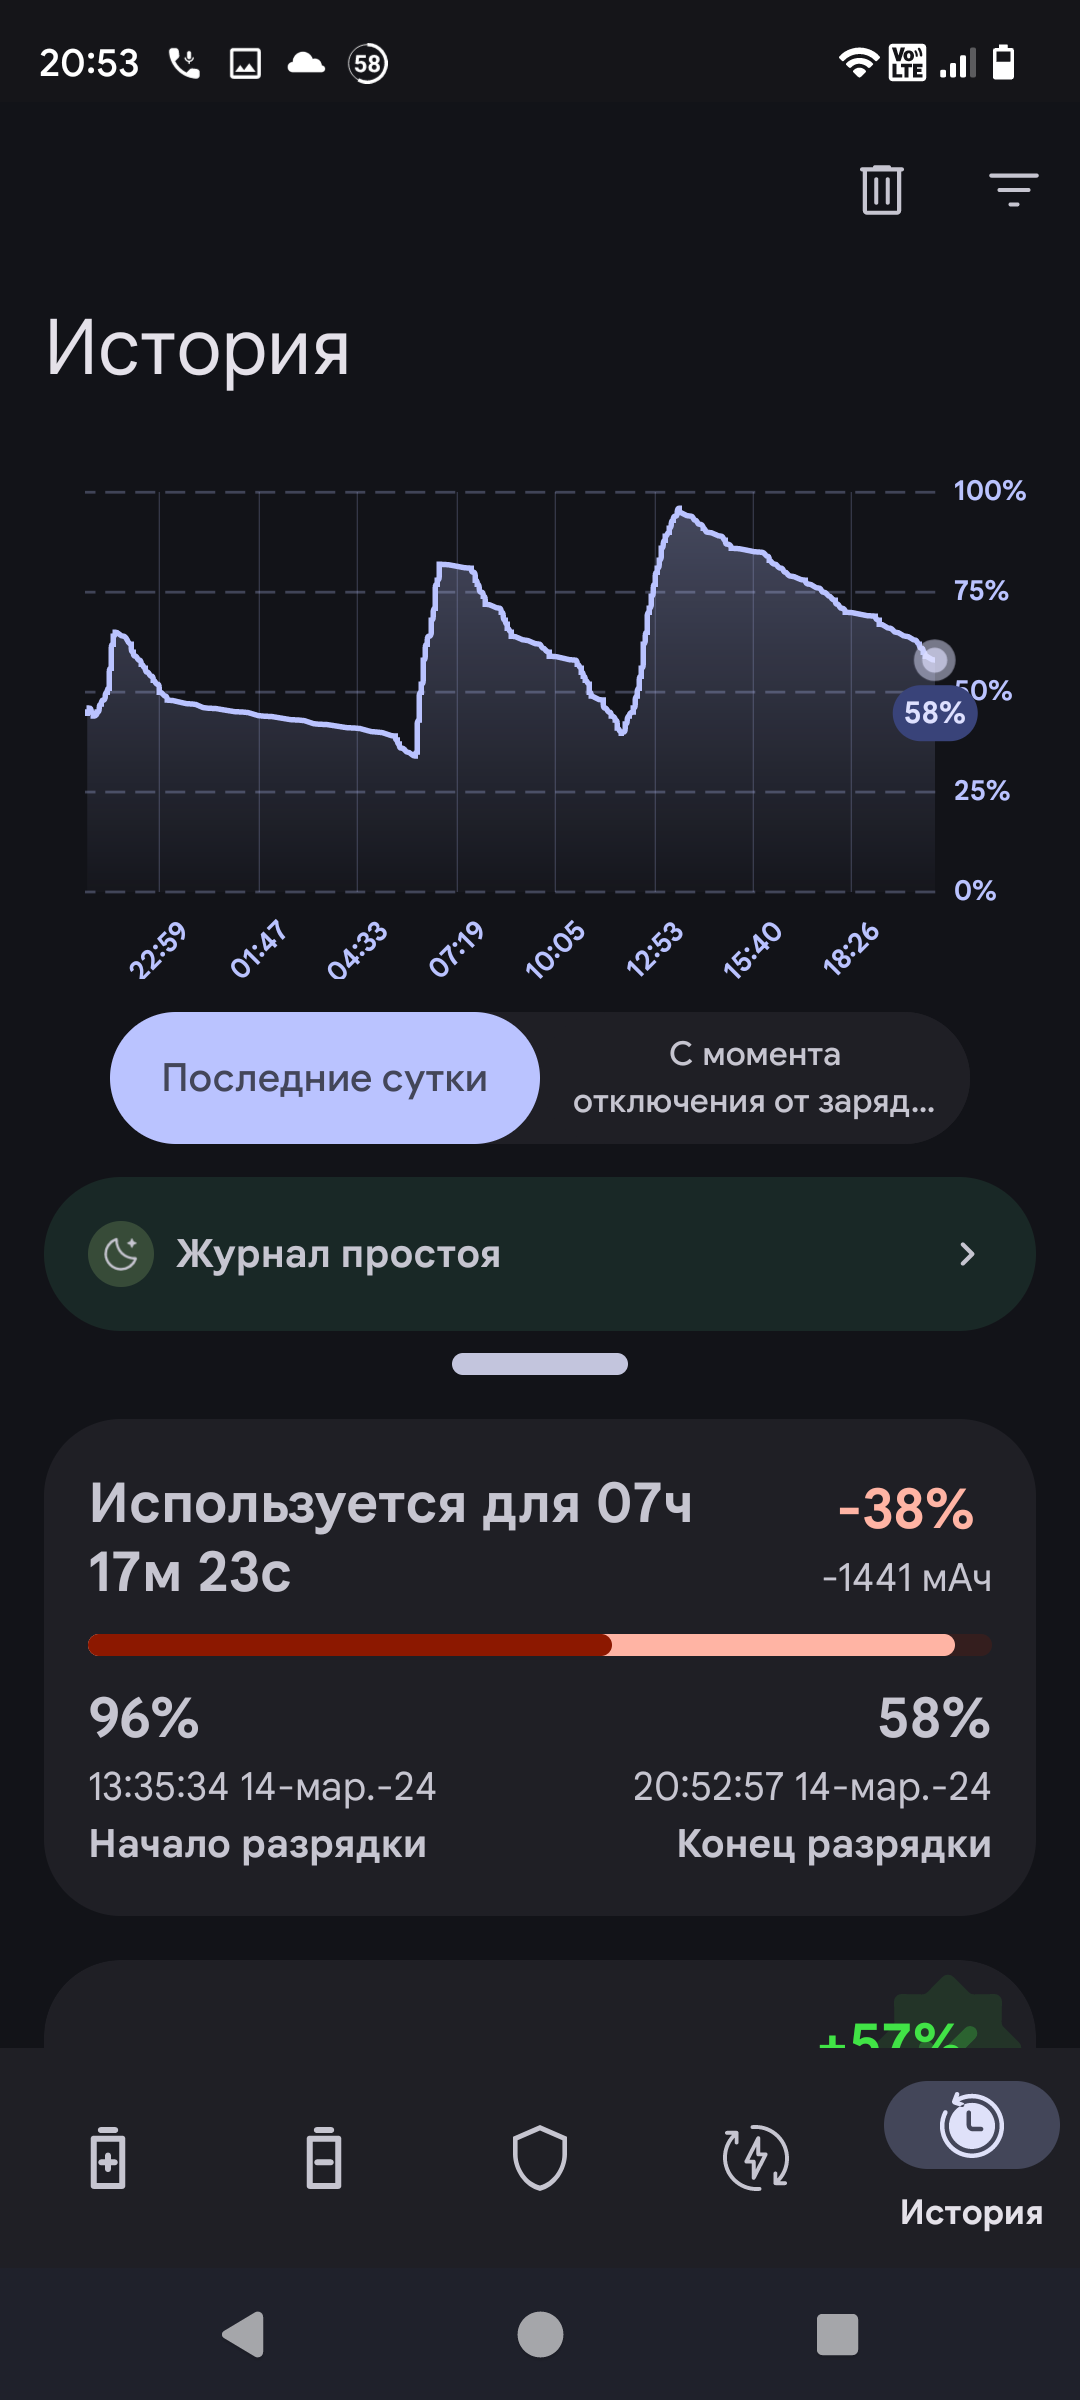 20:53
58
Vo LTE
История
100%
75%
50%
58%
25%
0%
22:59 01:47 04:33 07:19 10:05 12:53 15:40 18:26
Последние сутки
С момента
отключения от заряд...
Журнал простоя
Используется для 07ч
17м 23с
-38%
-1441 мАч
96%
58%
13:35:34 14-мар.-24
20:52:57 14-мар.-24
Начало разрядки
Конец разрядки
+57%
История